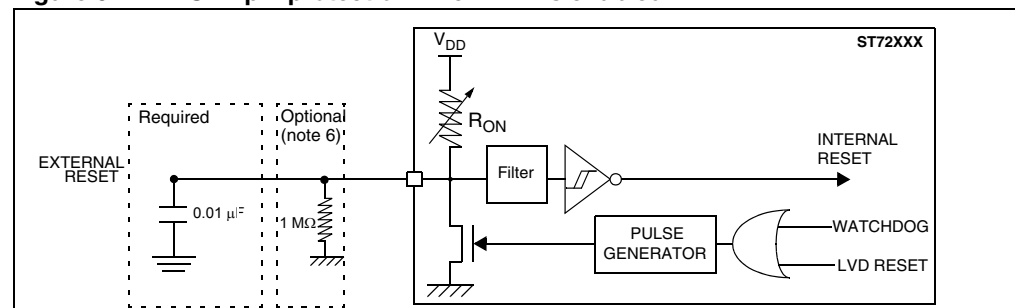 V_DD
ST72XXX
Required
Optional
(note 6)
R_ON
EXTERNAL
RESET
Filter
INTERNAL
RESET
0.01 μF
1 MΩ
PULSE
GENERATOR
WATCHDOG
LVD RESET